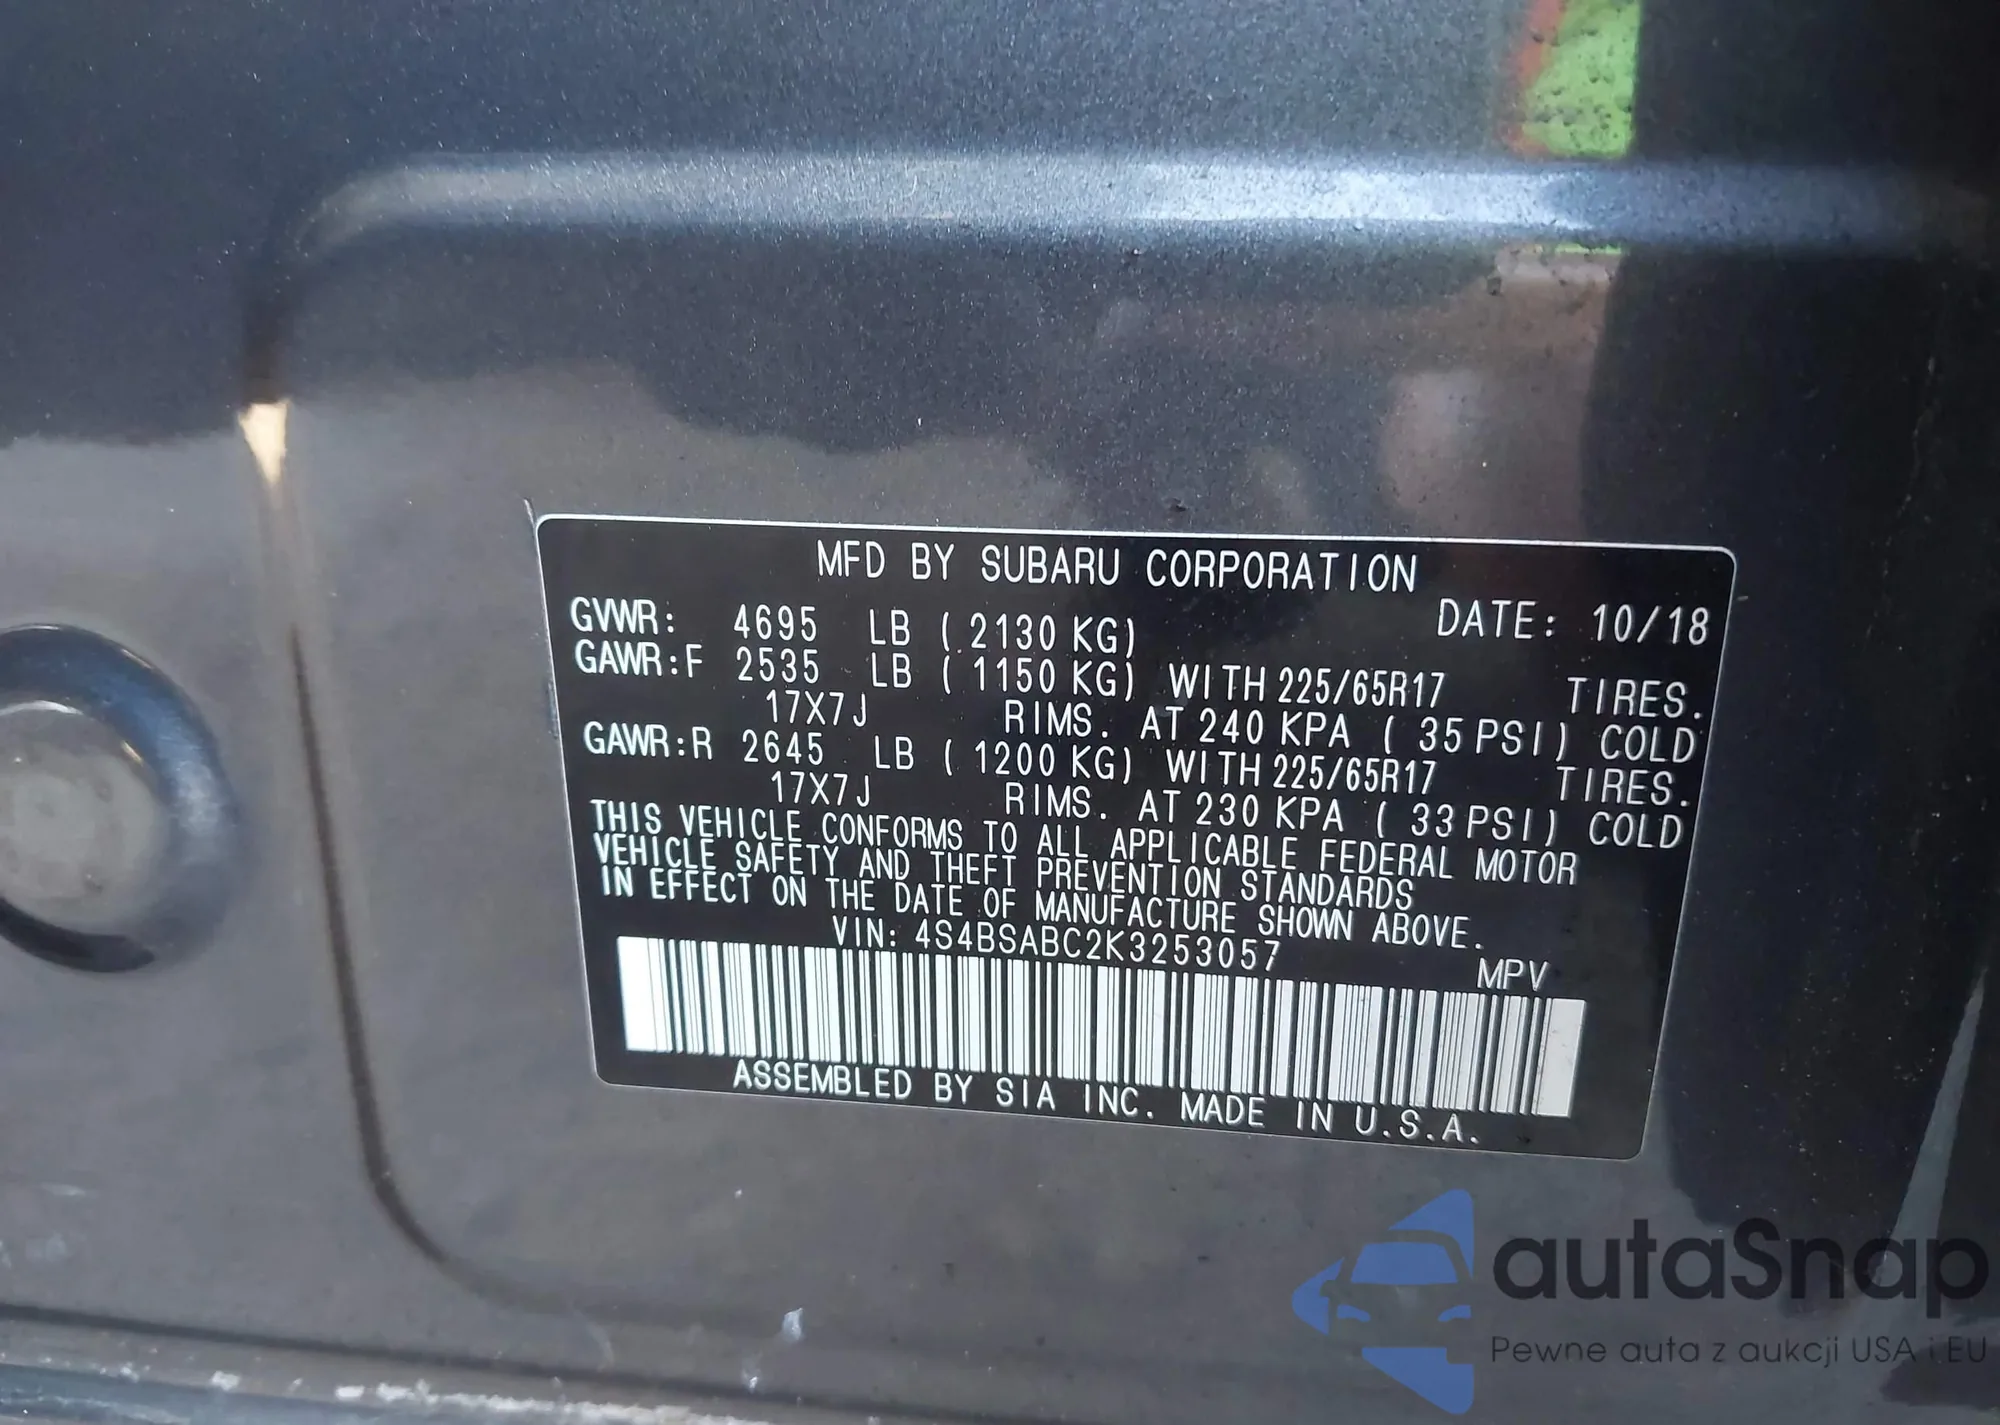 MFD BY SUBARU CORPORATION
GVWR: 4695 LB ( 2130 KG) DATE: 10/18
GAWR:F 2535 LB ( 1150 KG) WITH 225/65R17 TIRES.
17X7J RIMS. AT 240 KPA ( 35 PSI) COLD
GAWR:R 2645 LB ( 1200 KG) WITH 225/65R17 TIRES.
17X7J RIMS. AT 230 KPA ( 33 PSI) COLD
THIS VEHICLE CONFORMS TO ALL APPLICABLE FEDERAL MOTOR
VEHICLE SAFETY AND THEFT PREVENTION STANDARDS
IN EFFECT ON THE DATE OF MANUFACTURE SHOWN ABOVE.
VIN: 4S4BSABC2K3253057 MPV
ASSEMBLED BY SIA INC. MADE IN U.S.A.
autaSnap
Pewne auta z aukcji USA i EU